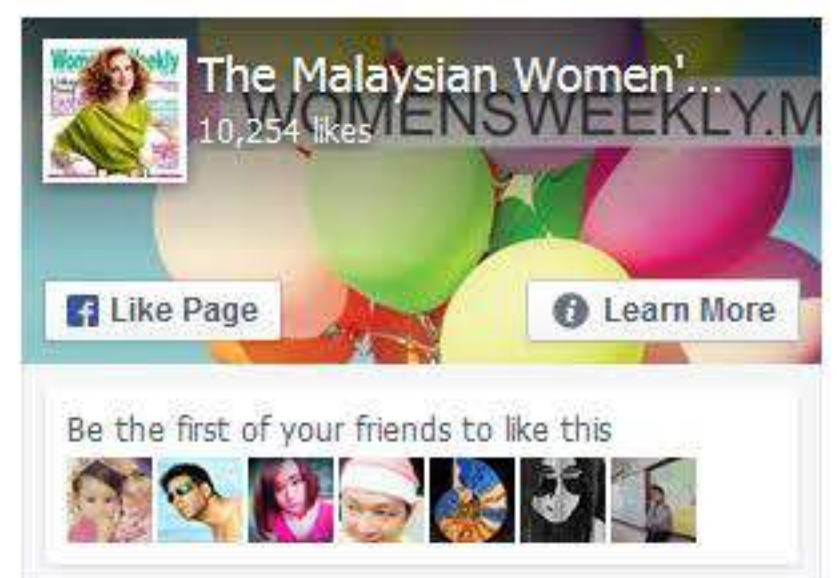 Women's Weekly
The Malaysian Women'...
10,254 likes
WOMENSWEEKLY.M
Like Page
Learn More
Be the first of your friends to like this